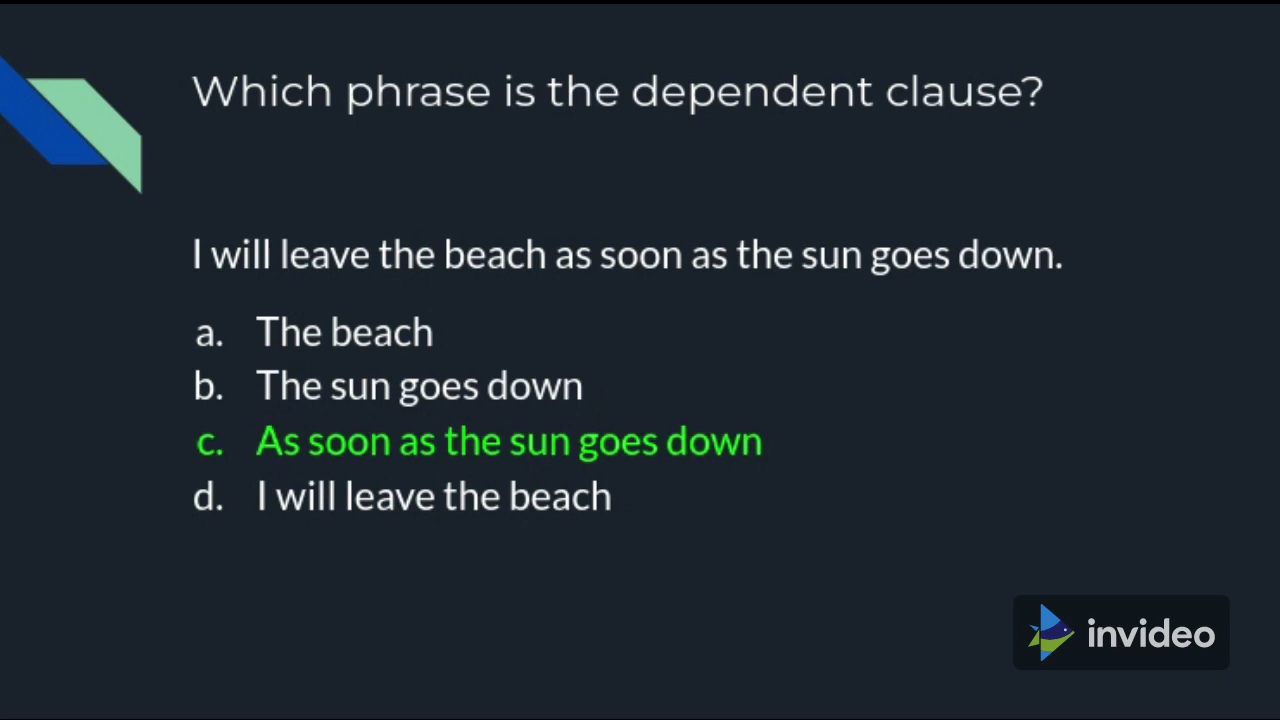 Which phrase is the dependent clause?
I will leave the beach as soon as the sun goes down.
a. The beach
b. The sun goes down
c. As soon as the sun goes down
d. I will leave the beach
invideo